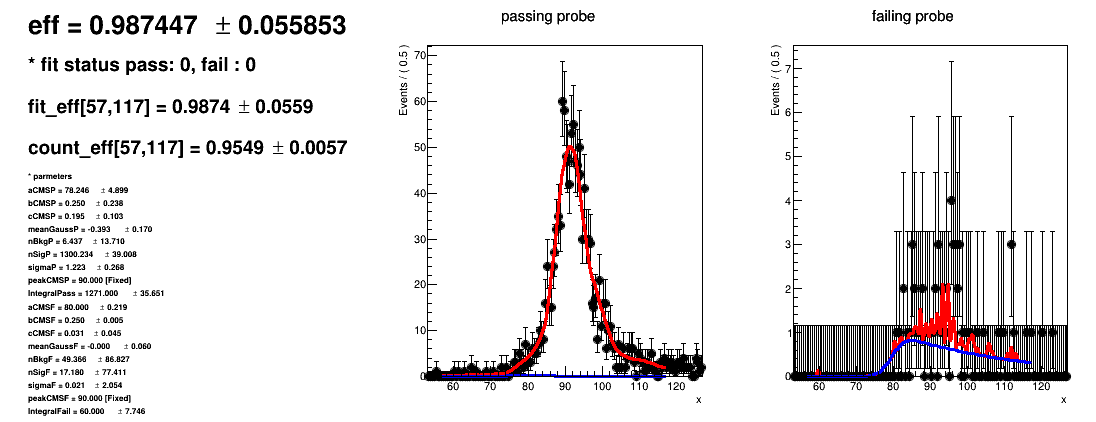 eff = 0.987447 ± 0.055853
* fit status pass: 0, fail : 0
fit_eff[57,117] = 0.9874 ± 0.0559
count_eff[57,117] = 0.9549 ± 0.0057
* parmeters
aCMSP = 78.246 ± 4.899
bCMSP = 0.250 ± 0.238
cCMSP = 0.195 ± 0.103
meanGaussP = -0.393 ± 0.170
nBkgP = 6.437 ± 13.710
nSigP = 1300.234 ± 39.008
sigmaP = 1.223 ± 0.268
peakCMSP = 90.000 [Fixed]
IntegralPass = 1271.000 ± 35.651
aCMSF = 80.000 ± 0.219
bCMSF = 0.250 ± 0.005
cCMSF = 0.031 ± 0.045
meanGaussF = -0.000 ± 0.060
nBkgF = 49.366 ± 86.827
nSigF = 17.180 ± 77.411
sigmaF = 0.021 ± 2.054
peakCMSF = 90.000 [Fixed]
IntegralFail = 60.000 ± 7.746
passing probe
Events / ( 0.5 )
70
60
50
40
30
20
10
0
60 70 80 90 100 110 120
x
failing probe
Events / ( 0.5 )
7
6
5
4
3
2
1
0
60 70 80 90 100 110 120
x